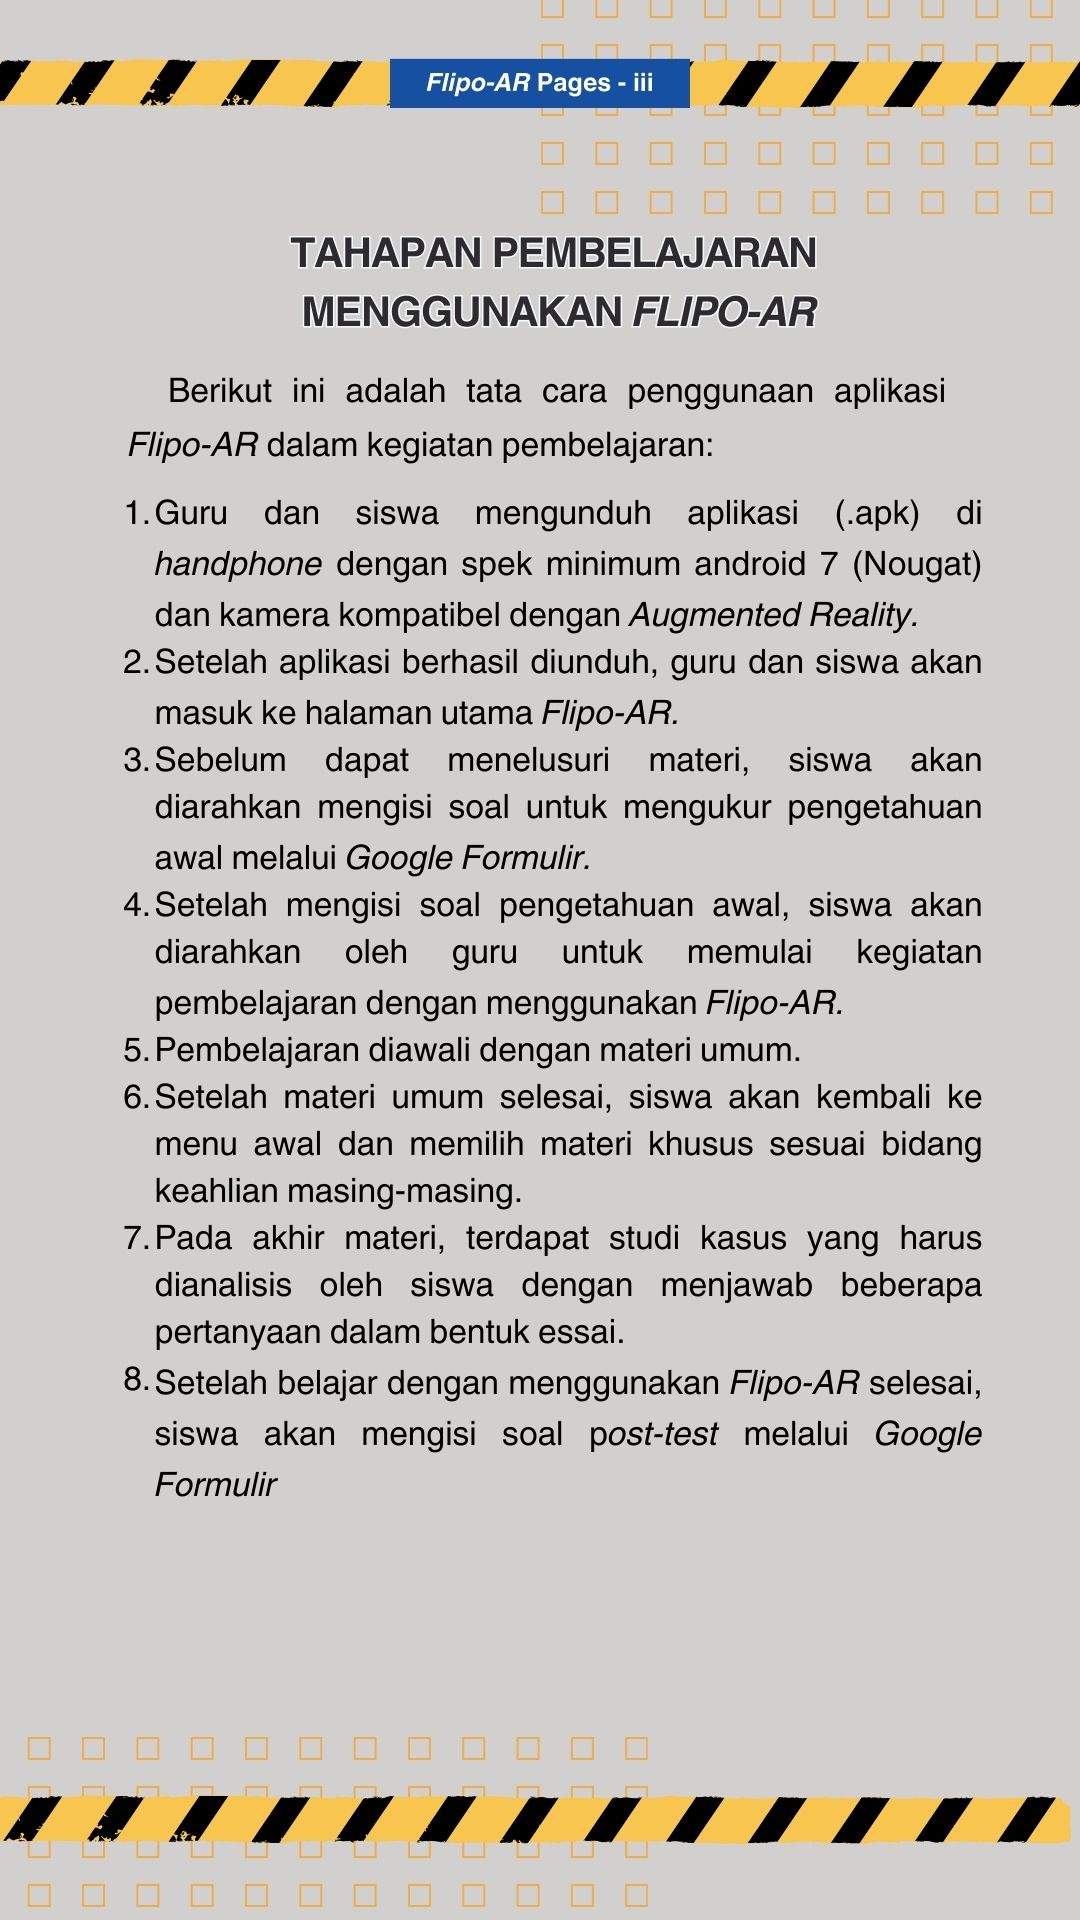 Flipo-AR Pages - iii
TAHAPAN PEMBELAJARAN
MENGGUNAKAN FLIPO-AR
Berikut ini adalah tata cara penggunaan aplikasi
Flipo-AR dalam kegiatan pembelajaran:
1. Guru dan siswa mengunduh aplikasi (.apk) di
handphone dengan spek minimum android 7 (Nougat)
dan kamera kompatibel dengan Augmented Reality.
2. Setelah aplikasi berhasil diunduh, guru dan siswa akan
masuk ke halaman utama Flipo-AR.
3. Sebelum dapat menelusuri materi, siswa akan
diarahkan mengisi soal untuk mengukur pengetahuan
awal melalui Google Formulir.
4. Setelah mengisi soal pengetahuan awal, siswa akan
diarahkan oleh guru untuk memulai kegiatan
pembelajaran dengan menggunakan Flipo-AR.
5. Pembelajaran diawali dengan materi umum.
6. Setelah materi umum selesai, siswa akan kembali ke
menu awal dan memilih materi khusus sesuai bidang
keahlian masing-masing.
7. Pada akhir materi, terdapat studi kasus yang harus
dianalisis oleh siswa dengan menjawab beberapa
pertanyaan dalam bentuk essai.
8. Setelah belajar dengan menggunakan Flipo-AR selesai,
siswa akan mengisi soal post-test melalui Google
Formulir